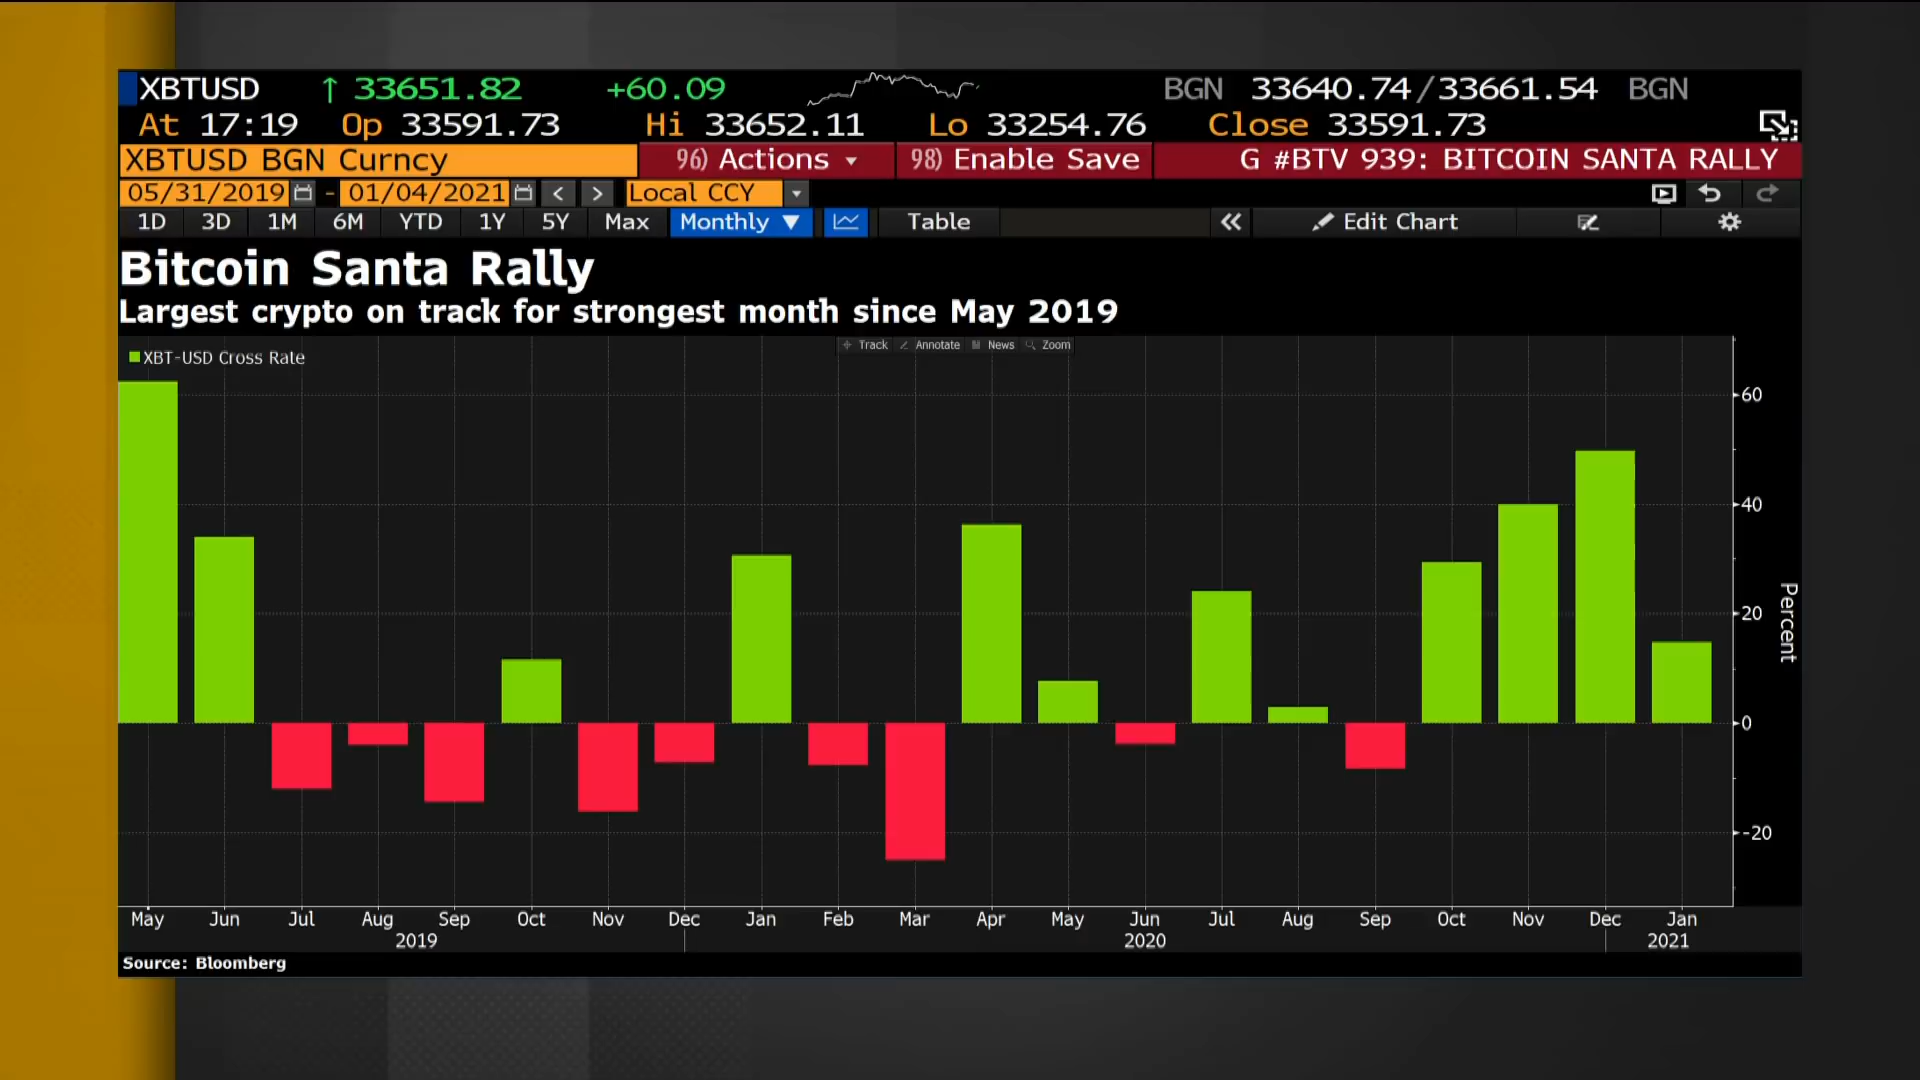 XBTUSD ↑ 33651.82 +60.09 BGN 33640.74/33661.54 BGN
At 17:19 Op 33591.73 Hi 33652.11 Lo 33254.76 Close 33591.73
XBTUSD BGN Curncy 96) Actions 98) Enable Save G #BTV 939: BITCOIN SANTA RALLY
05/31/2019 - 01/04/2021 < > Local CCY
1D 3D 1M 6M YTD 1Y 5Y Max Monthly ▼ Table « Edit Chart
Bitcoin Santa Rally
Largest crypto on track for strongest month since May 2019
Track Annotate News Zoom
XBT-USD Cross Rate
60
40
20
0
-20
Percent
May Jun Jul Aug Sep Oct Nov Dec Jan Feb Mar Apr May Jun Jul Aug Sep Oct Nov Dec Jan
2019 2020 2021
Source: Bloomberg